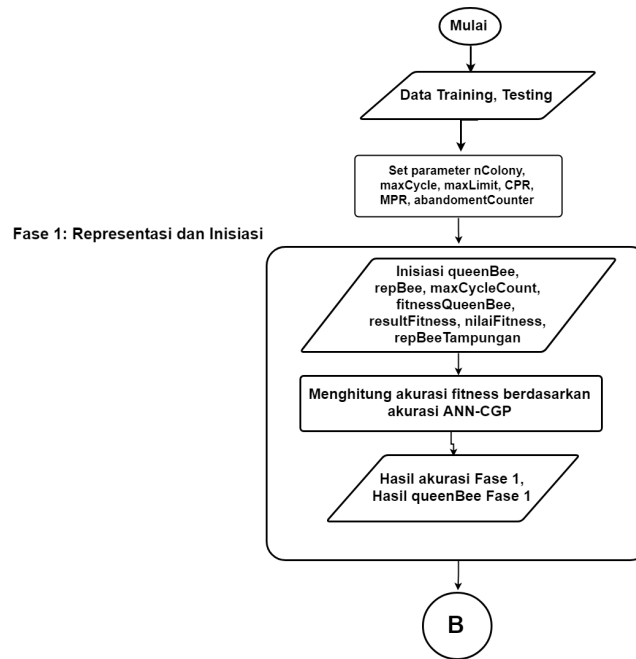 Mulai
Data Training, Testing
Set parameter nColony,
maxCycle, maxLimit, CPR,
MPR, abandomentCounter
Fase 1: Representasi dan Inisiasi
Inisiasi queenBee,
repBee, maxCycleCount,
fitnessQueenBee,
resultFitness, nilaiFitness,
repBeeTampungan
Menghitung akurasi fitness berdasarkan
akurasi ANN-CGP
Hasil akurasi Fase 1,
Hasil queenBee Fase 1
B